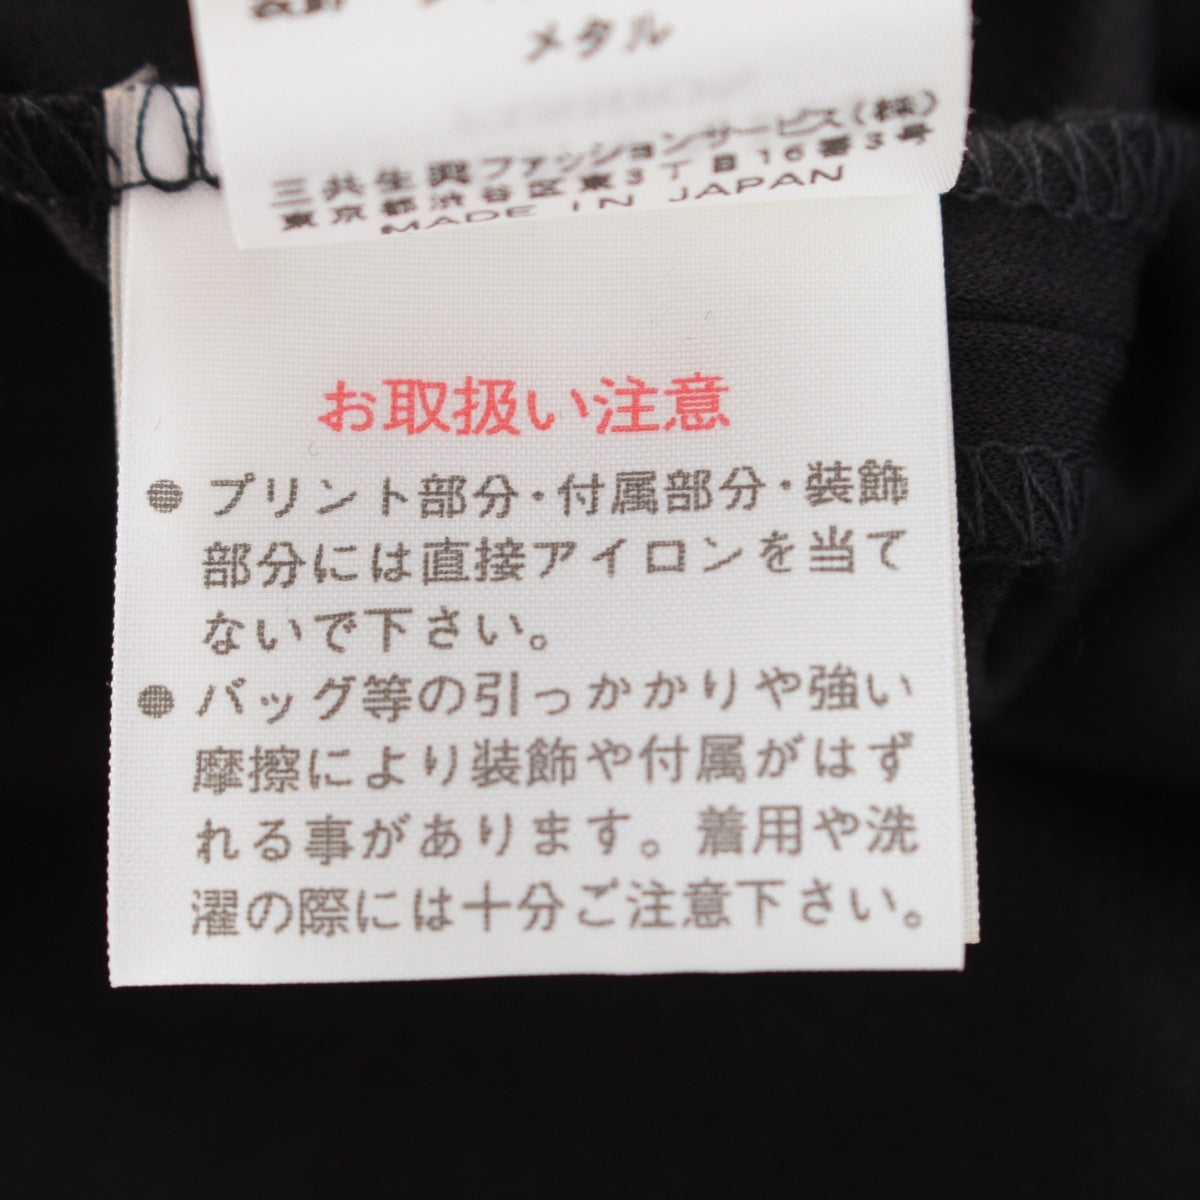 メタル
三共生興ファッションサービス(株)
東京都渋谷区東3丁目16番3号
MADE IN JAPAN
お取扱い注意
● プリント部分・付属部分・装飾
部分には直接アイロンを当て
ないで下さい。
● バッグ等の引っかかりや強い
摩擦により装飾や付属がはず
れる事があります。着用や洗
濯の際には十分ご注意下さい。